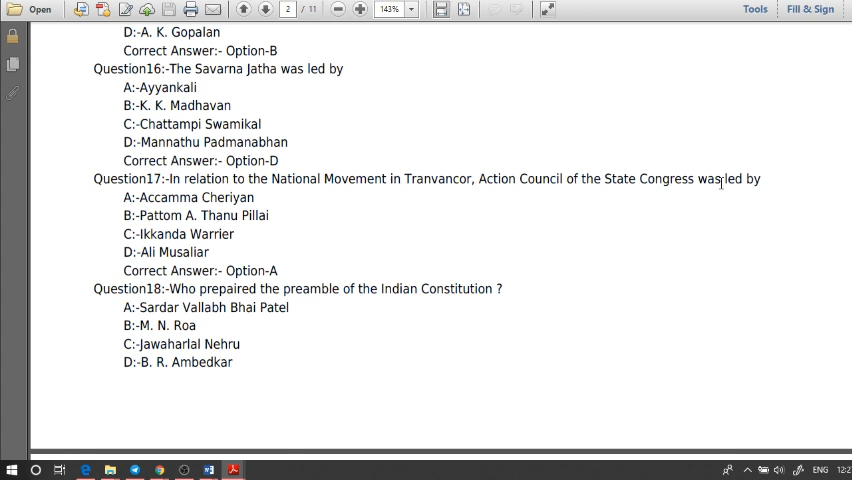 Open
2 / 11
143%
Tools
Fill & Sign
D:-A. K. Gopalan
Correct Answer:- Option-B
Question16:-The Savarna Jatha was led by
A:-Ayyankali
B:-K. K. Madhavan
C:-Chattampi Swamikal
D:-Mannathu Padmanabhan
Correct Answer:- Option-D
Question17:-In relation to the National Movement in Tranvancor, Action Council of the State Congress was led by
A:-Accamma Cheriyan
B:-Pattom A. Thanu Pillai
C:-Ikkanda Warrier
D:-Ali Musaliar
Correct Answer:- Option-A
Question18:-Who prepaired the preamble of the Indian Constitution ?
A:-Sardar Vallabh Bhai Patel
B:-M. N. Roa
C:-Jawaharlal Nehru
D:-B. R. Ambedkar
ENG